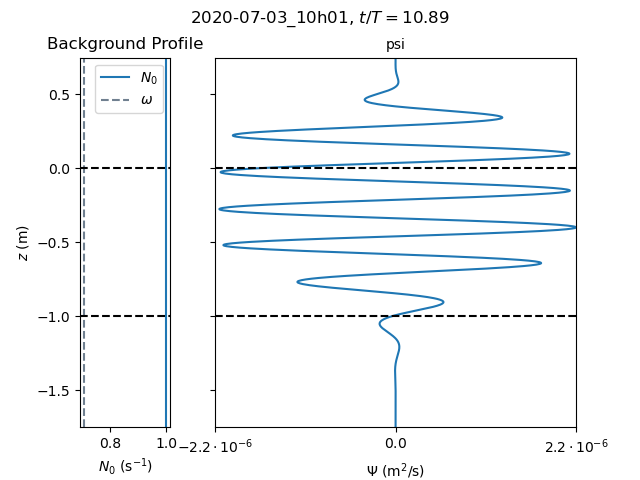 2020-07-03_10h01, t/T = 10.89
Background Profile
psi
N₀
ω
0.5
0.0
−0.5
−1.0
−1.5
z (m)
0.8
1.0
−2.2 · 10⁻⁶
0.0
2.2 · 10⁻⁶
N₀ (s⁻¹)
Ψ (m²/s)